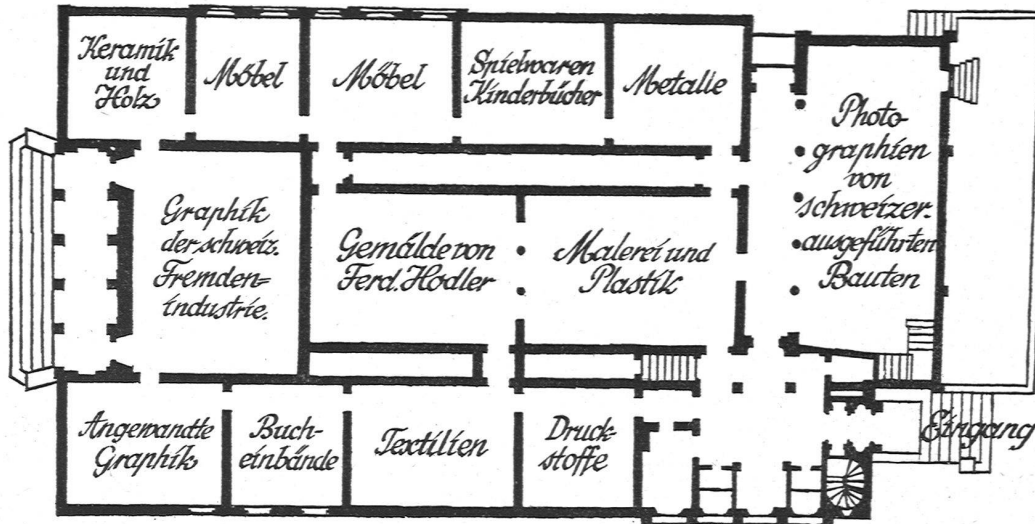 Keramik
und
Holz
Möbel
Möbel
Spielwaren
Kinderbücher
Metalle
Photo-
graphien
von
schweizer.
ausgeführten
Bauten
Graphik
der schweiz.
Fremden=
industrie.
Gemälde von
Ferd. Hodler
Malerei und
Plastik
Angewandte
Graphik
Buch-
einbände
Textilien
Druck-
stoffe
Eingang